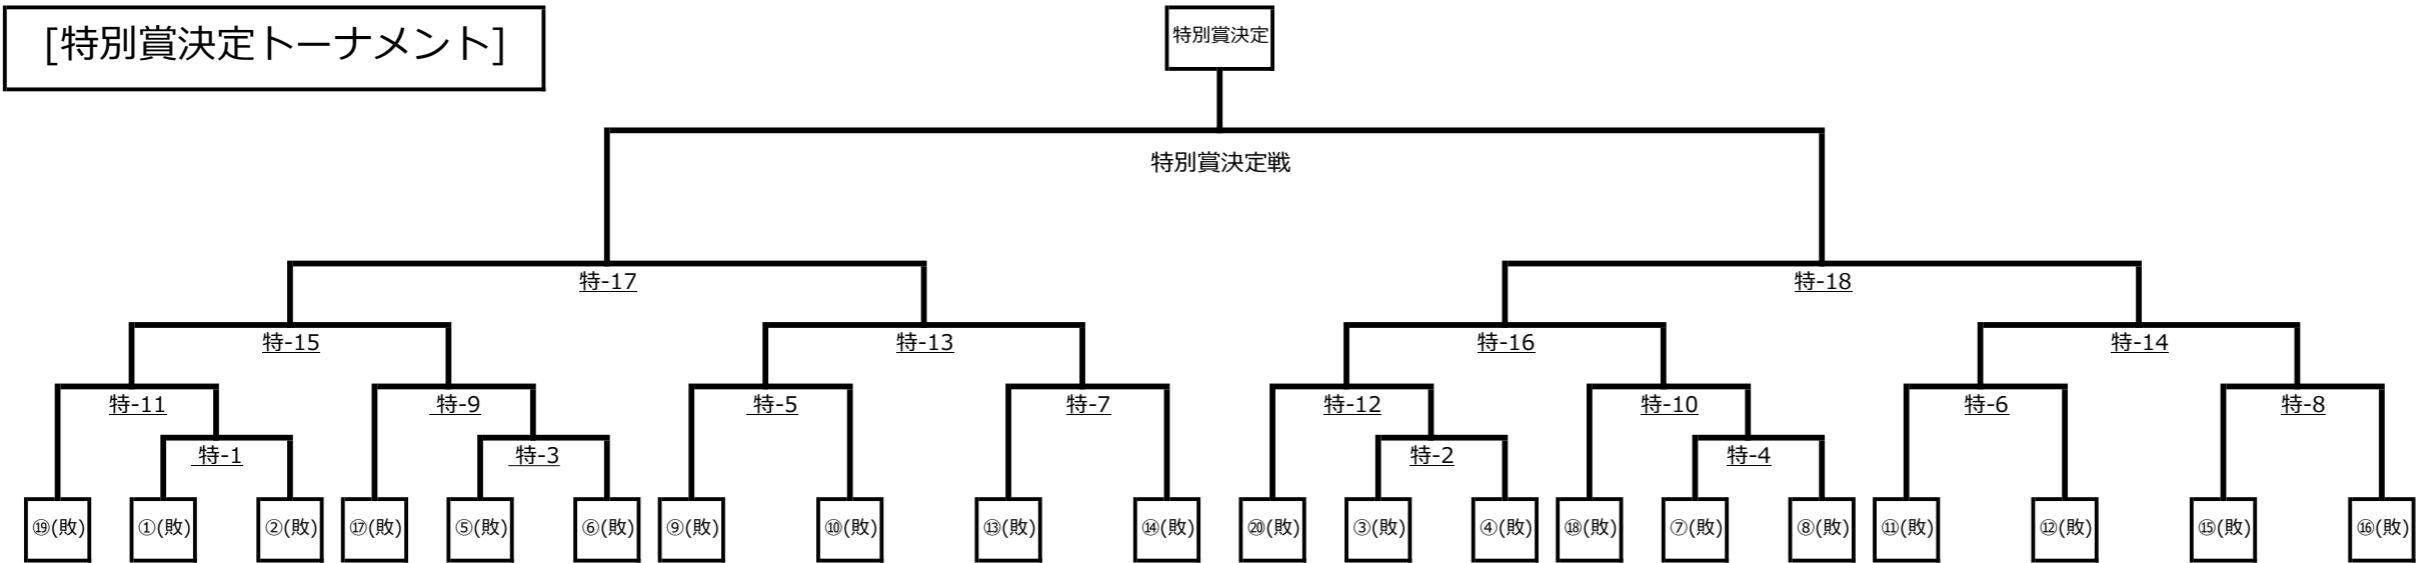 [特別賞決定トーナメント]
特別賞決定
特別賞決定戦
特-17
特-18
特-15
特-13
特-16
特-14
特-11
特-9
特-5
特-7
特-12
特-10
特-6
特-8
特-1
特-3
特-2
特-4
⑲(敗)
①(敗)
②(敗)
⑰(敗)
⑤(敗)
⑥(敗)
⑨(敗)
⑩(敗)
⑬(敗)
⑭(敗)
⑳(敗)
③(敗)
④(敗)
⑱(敗)
⑦(敗)
⑧(敗)
⑪(敗)
⑫(敗)
⑮(敗)
⑯(敗)